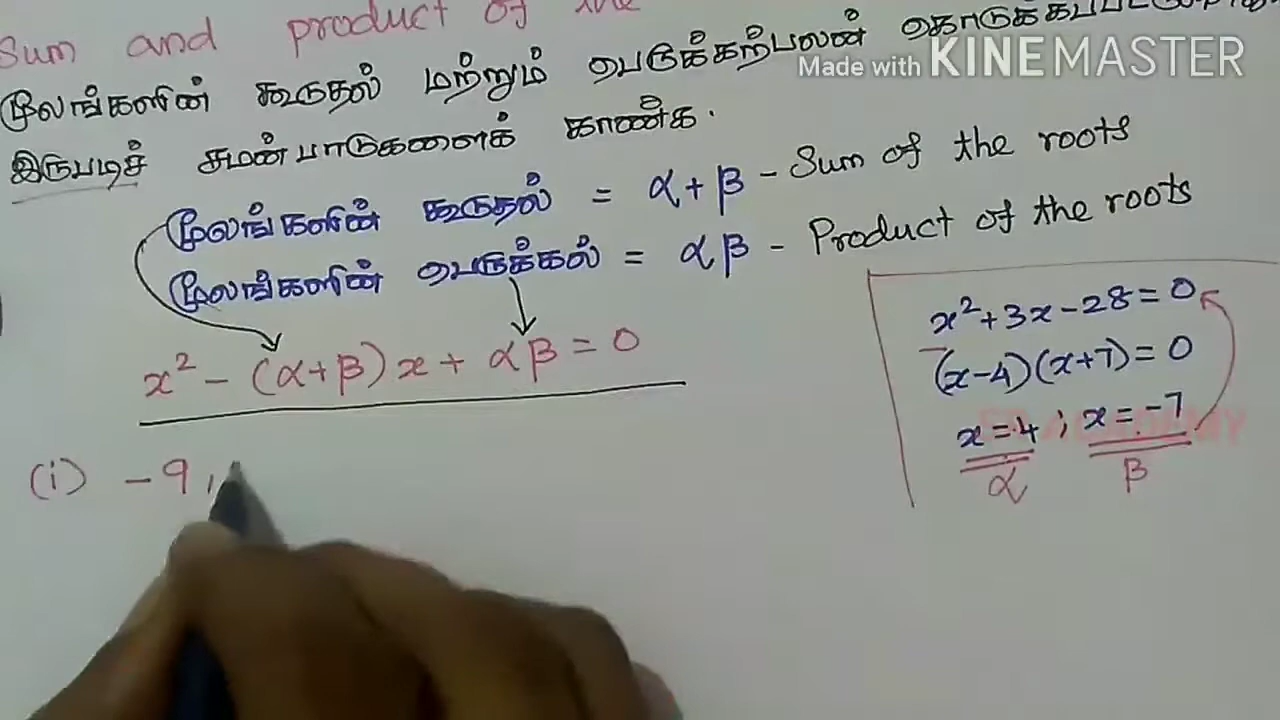 Sum and product of the
மூலங்களின் கூடுதல் மற்றும் பெருக்கற்பலன்
Made with KINEMASTER
இருபடிச் சமன்பாடுகளைக் காண்க.
மூலங்களின் கூடுதல் = α+β - Sum of the roots
மூலங்களின் பெருக்கல் = αβ - Product of the roots
x² - (α+β)x + αβ = 0
x²+3x-28=0
(x-4)(x+7)=0
x=4; x=-7
α β
(i) -9,